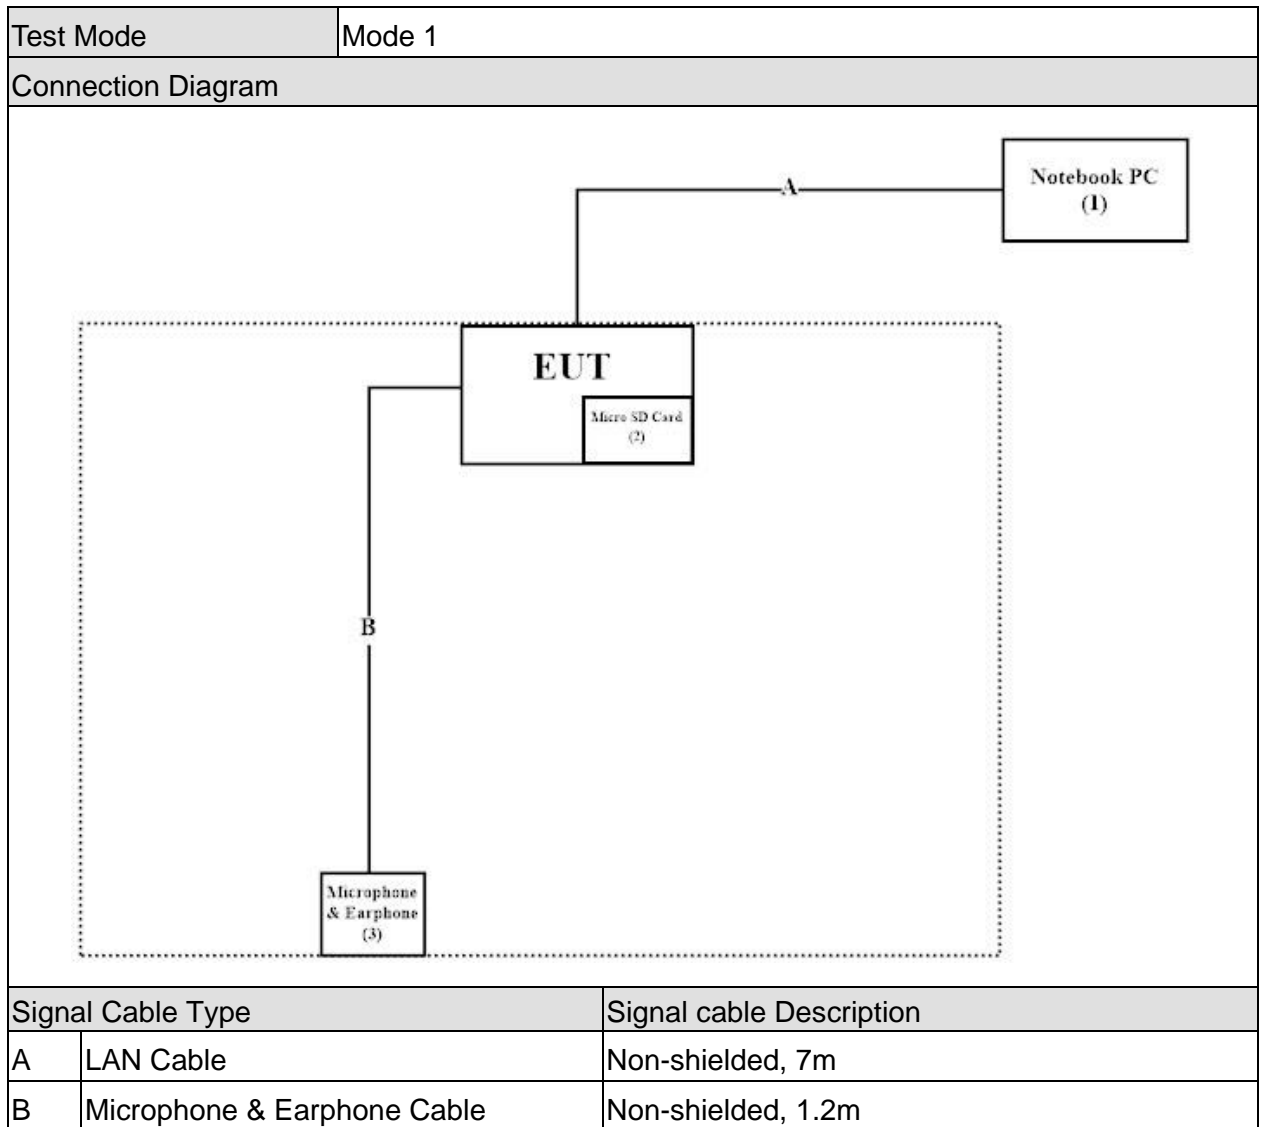 Test Mode Mode 1
Connection Diagram
A
Notebook PC
(1)
EUT
Micro SD Card
(2)
B
Microphone
& Earphone
(3)
Signal Cable Type Signal cable Description
A LAN Cable Non-shielded, 7m
B Microphone & Earphone Cable Non-shielded, 1.2m